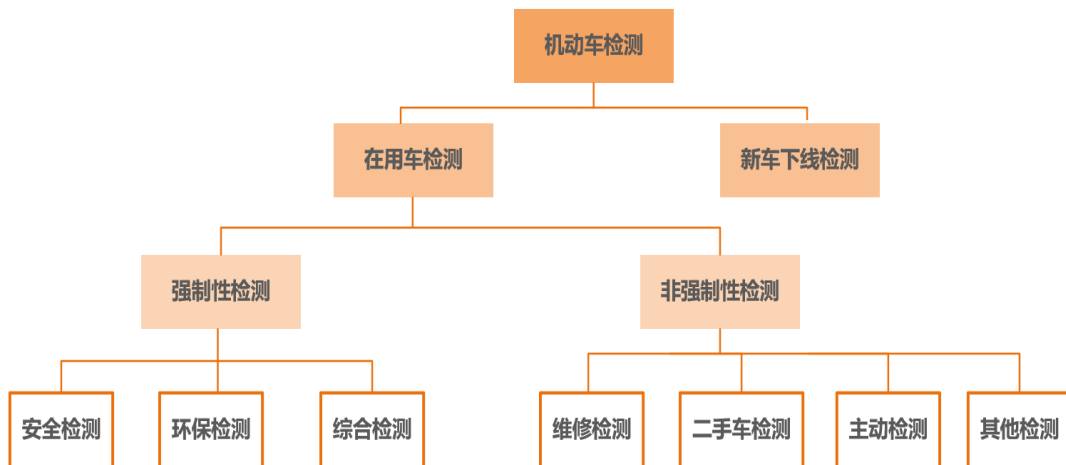 机动车检测
在用车检测
新车下线检测
强制性检测
非强制性检测
安全检测
环保检测
综合检测
维修检测
二手车检测
主动检测
其他检测